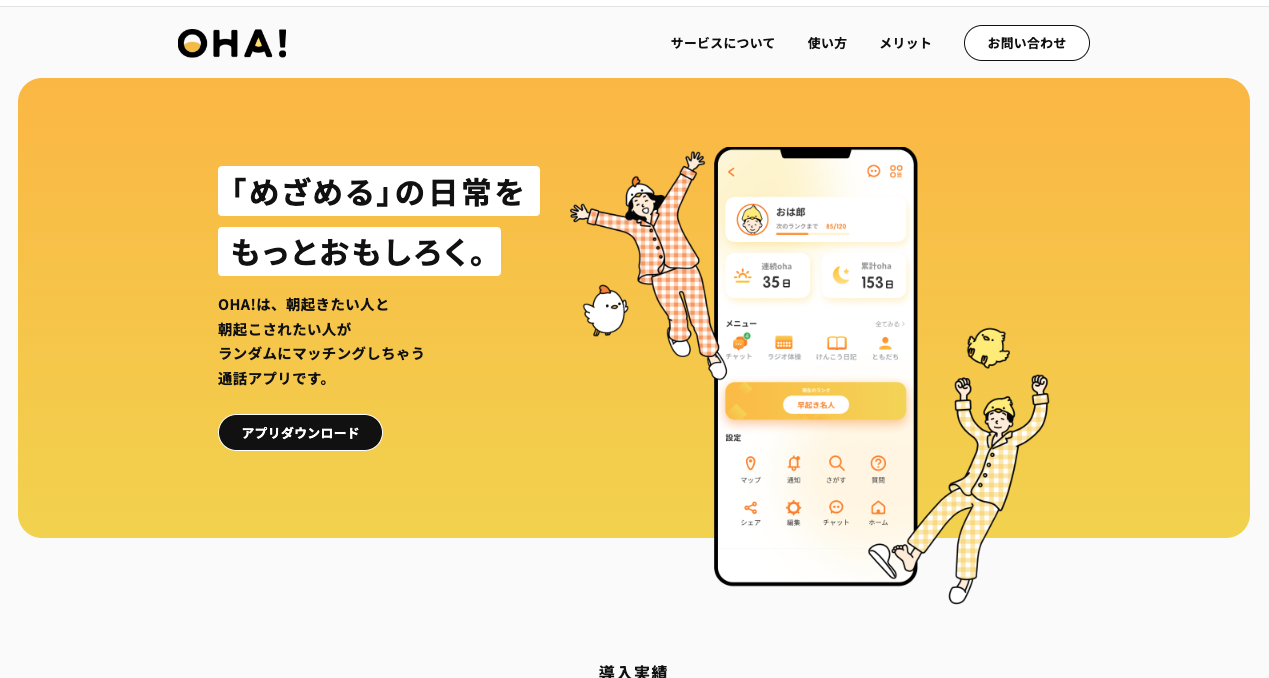 OHA!
サービスについて
使い方
メリット
お問い合わせ
「めざめる」の日常を
もっとおもしろく。
OHA!は、朝起きたい人と
朝起こされたい人が
ランダムにマッチングしちゃう
通話アプリです。
アプリダウンロード
おは郎
次のランクまで 85/120
連続oha
35日
累計oha
153日
メニュー
全てみる
チャット
ラジオ体操
けんこう日記
ともだち
早起き名人
設定
マップ
通知
さがす
質問
シェア
編集
チャット
ホーム
導入実績